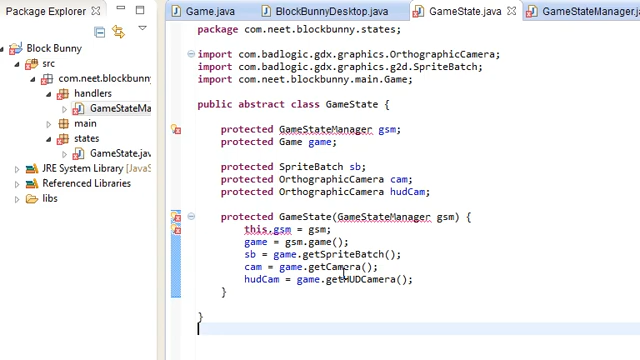 Package Explorer
Game.java
BlockBunnyDesktop.java
GameState.java
GameStateManager.j
Block Bunny
src
com.neet.blockbunny
handlers
GameStateMa
main
states
GameState.jav
JRE System Library
Referenced Libraries
libs
package com.neet.blockbunny.states;
import com.badlogic.gdx.graphics.OrthographicCamera;
import com.badlogic.gdx.graphics.g2d.SpriteBatch;
import com.neet.blockbunny.main.Game;
public abstract class GameState {
protected GameStateManager gsm;
protected Game game;
protected SpriteBatch sb;
protected OrthographicCamera cam;
protected OrthographicCamera hudCam;
protected GameState(GameStateManager gsm) {
this.gsm = gsm;
game = gsm.game();
sb = game.getSpriteBatch();
cam = game.getCamera();
hudCam = game.getHUDCamera();
}
}